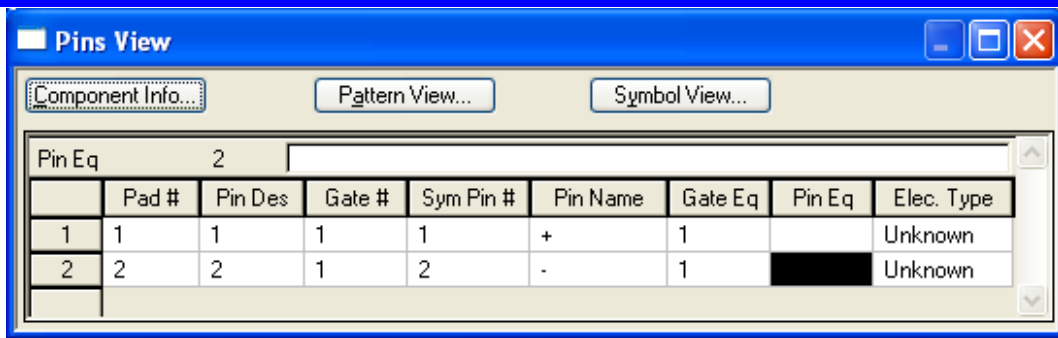 Pins View
Component Info... Pattern View... Symbol View...
Pin Eq 2
Pad # Pin Des Gate # Sym Pin # Pin Name Gate Eq Pin Eq Elec. Type
1 1 1 1 1 + 1 Unknown
2 2 2 1 2 - 1 Unknown